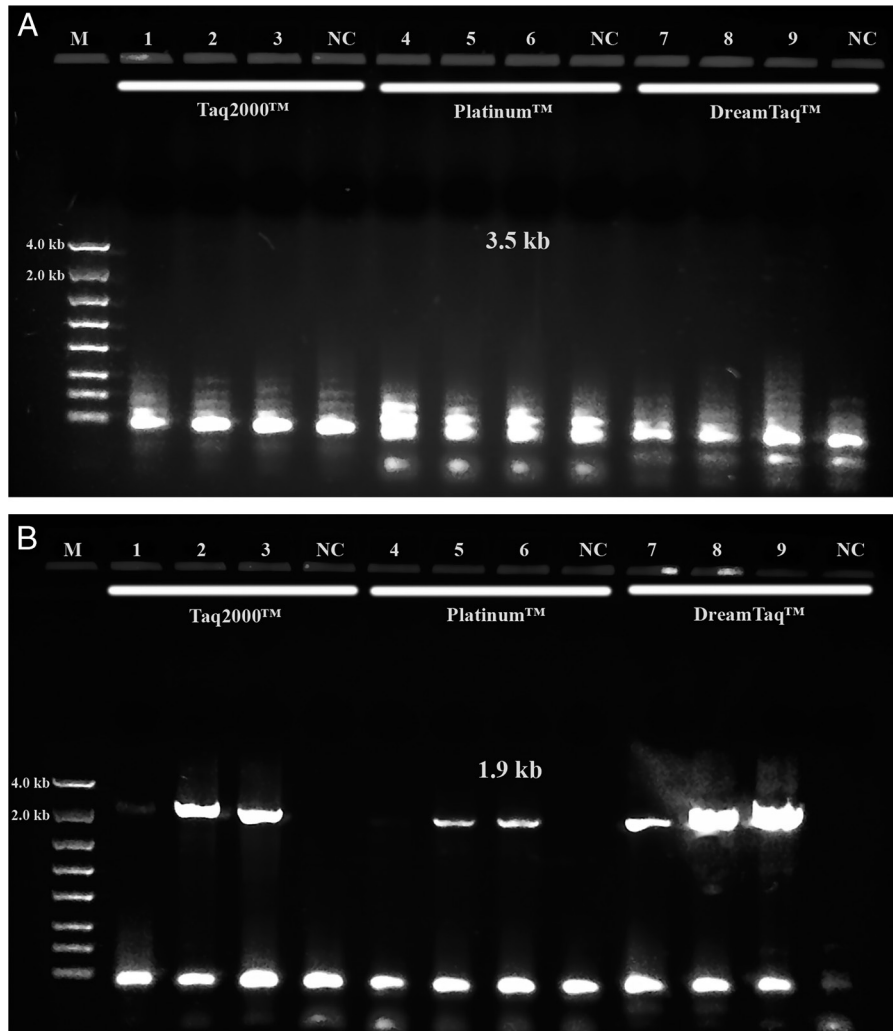 A
M 1 2 3 NC 4 5 6 NC 7 8 9 NC
Taq2000™ Platinum™ DreamTaq™
4.0 kb 3.5 kb
2.0 kb
B
M 1 2 3 NC 4 5 6 NC 7 8 9 NC
Taq2000™ Platinum™ DreamTaq™
1.9 kb
4.0 kb
2.0 kb